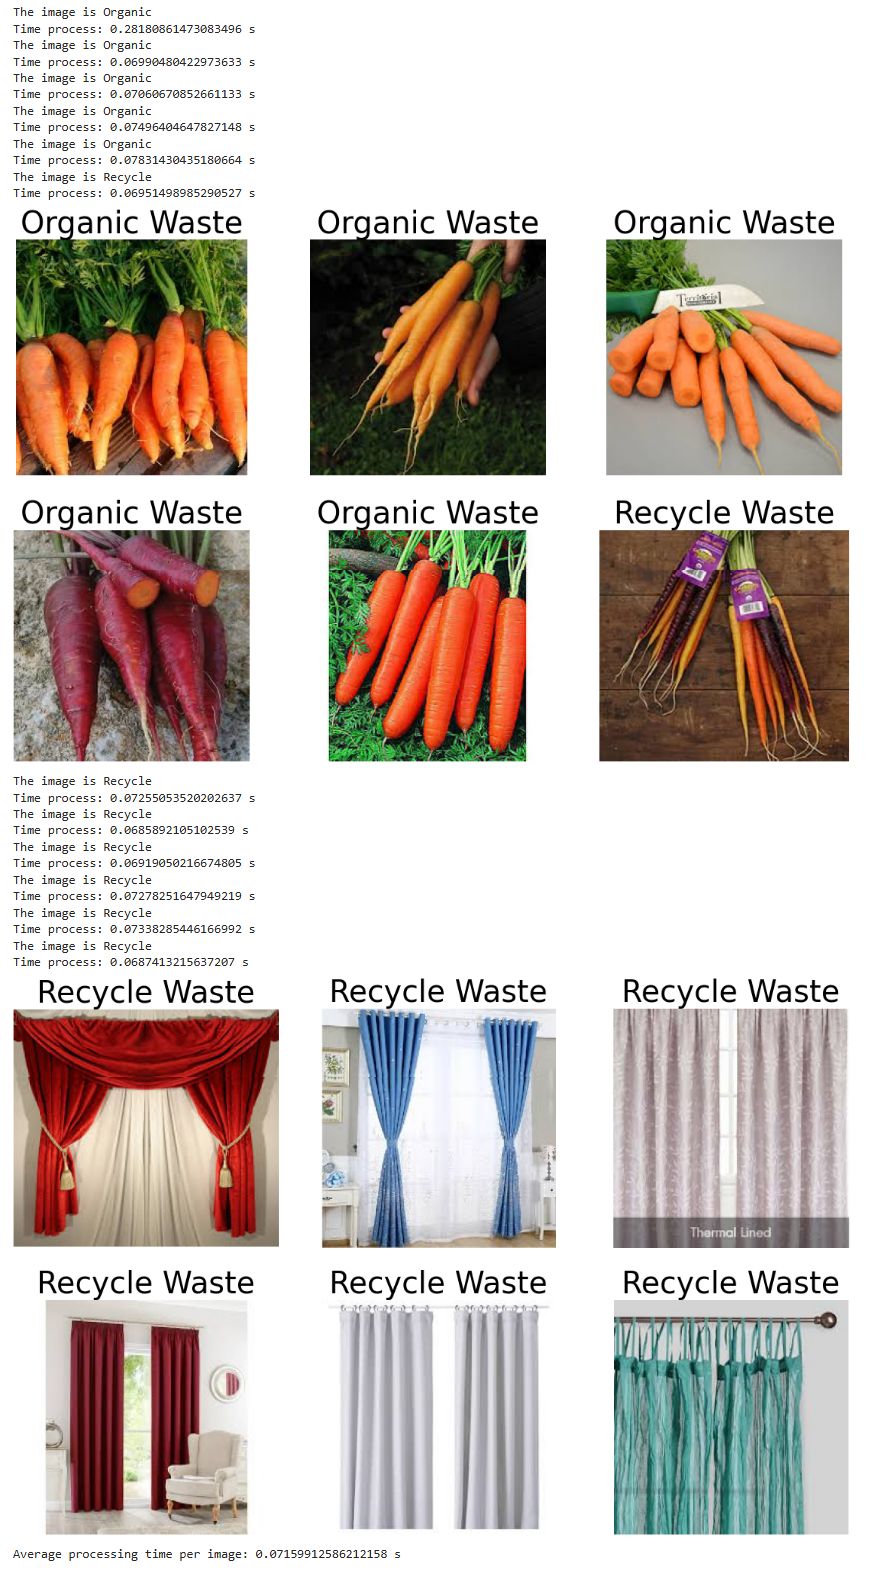 The image is Organic
Time process: 0.28180861473083496 s
The image is Organic
Time process: 0.06990480422973633 s
The image is Organic
Time process: 0.07060670852661133 s
The image is Organic
Time process: 0.07496404647827148 s
The image is Organic
Time process: 0.07831430435180664 s
The image is Recycle
Time process: 0.06951498985290527 s
Organic Waste
Organic Waste
Organic Waste
Territorial
Organic Waste
Organic Waste
Recycle Waste
The image is Recycle
Time process: 0.07255053520202637 s
The image is Recycle
Time process: 0.0685892105102539 s
The image is Recycle
Time process: 0.06919050216674805 s
The image is Recycle
Time process: 0.07278251647949219 s
The image is Recycle
Time process: 0.07338285446166992 s
The image is Recycle
Time process: 0.0687413215637207 s
Recycle Waste
Recycle Waste
Recycle Waste
Thermal Lined
Recycle Waste
Recycle Waste
Recycle Waste
Average processing time per image: 0.07159912586212158 s